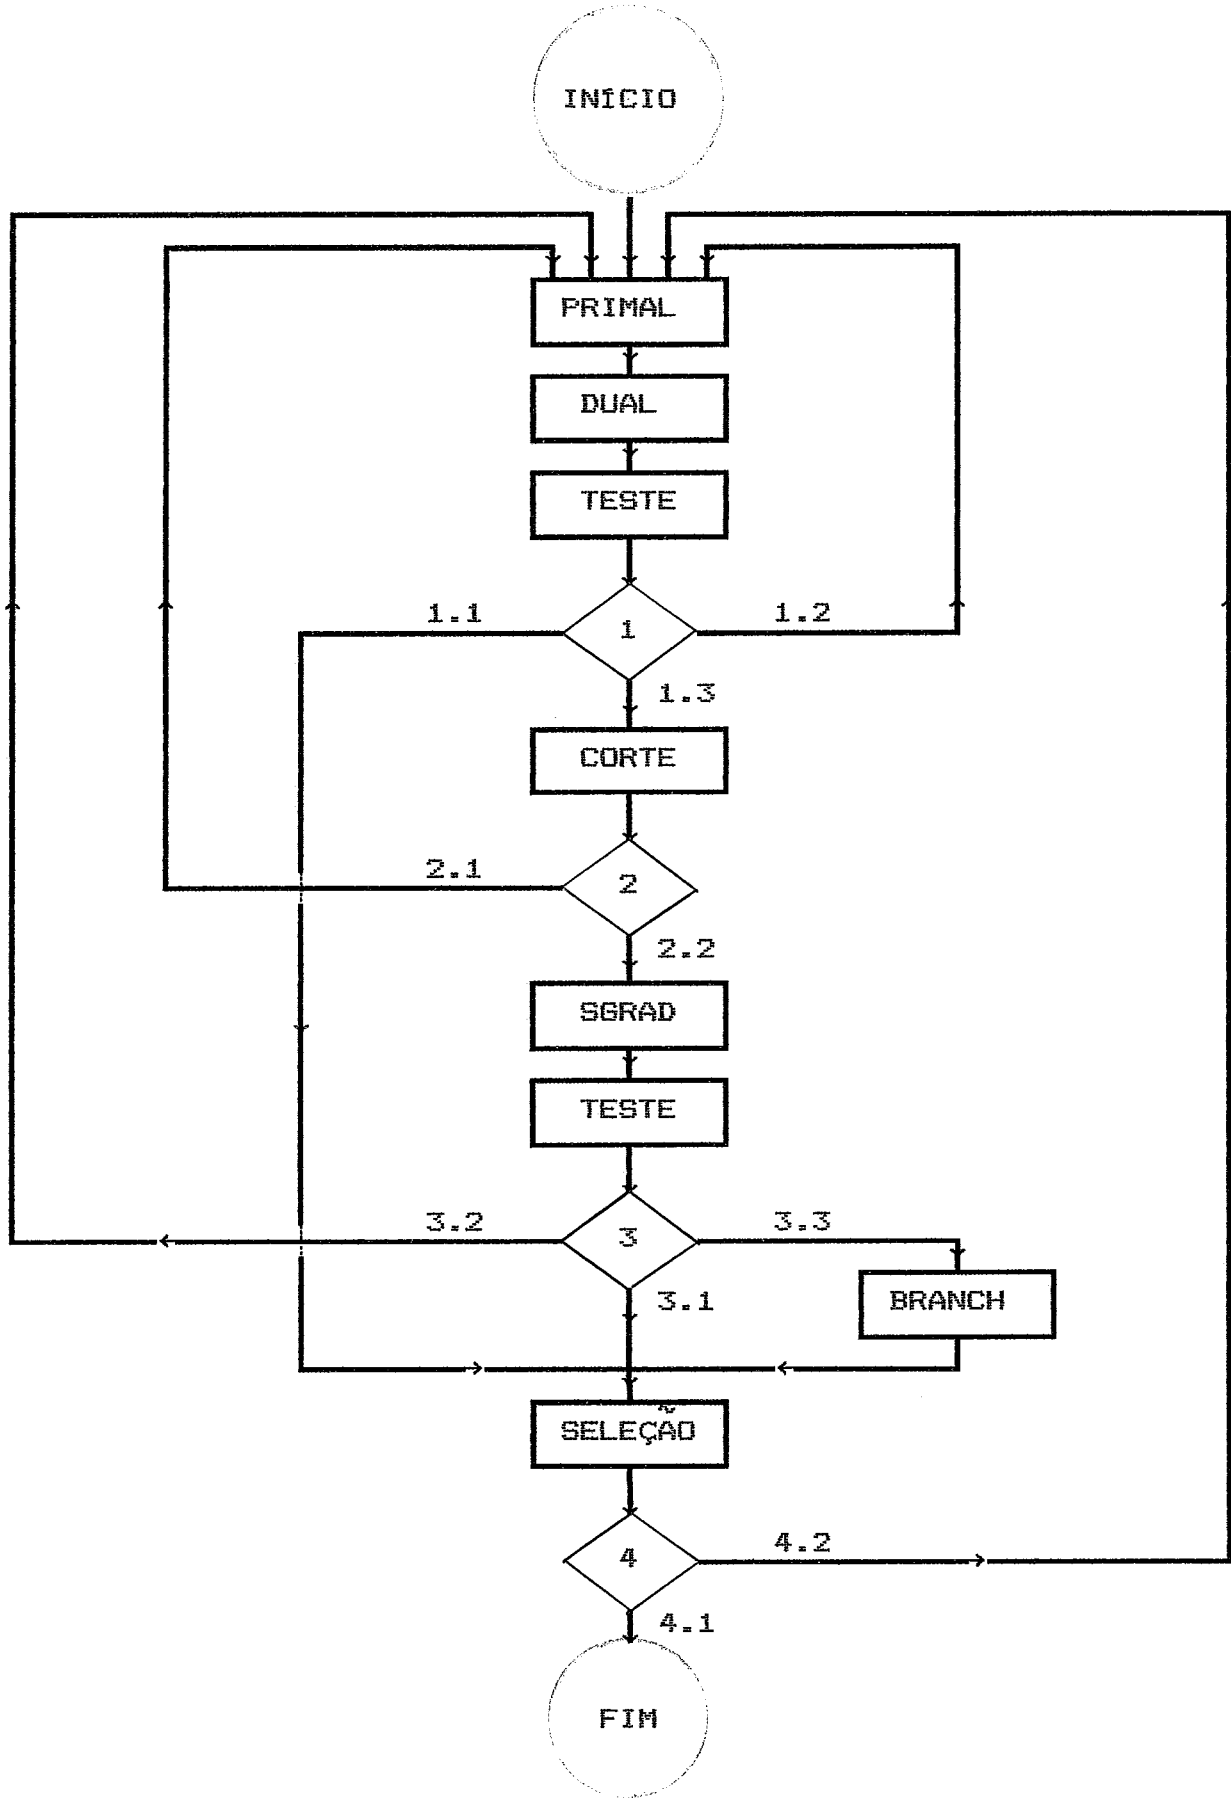 INÍCIO
PRIMAL
DUAL
TESTE
1.1
1
1.2
1.3
CORTE
2.1
2
2.2
SGRAD
TESTE
3.2
3
3.3
3.1
BRANCH
SELEÇÃO
4
4.2
4.1
FIM